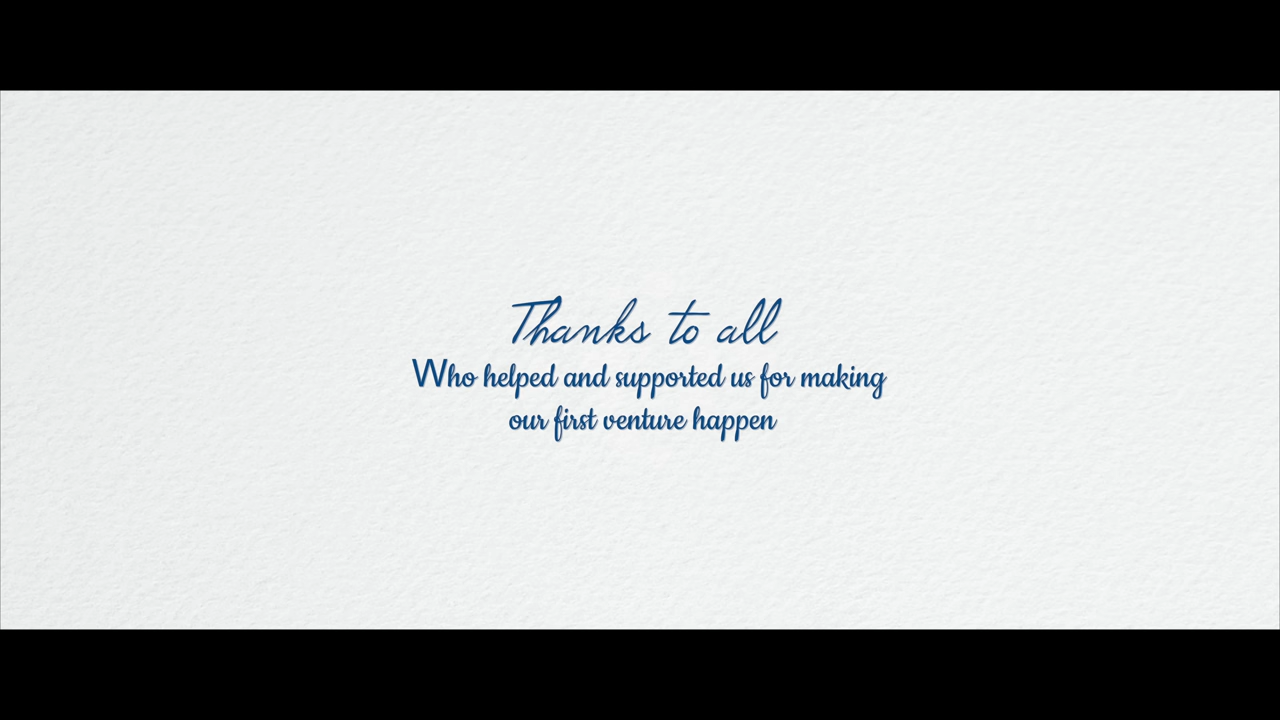 Thanks to all
Who helped and supported us for making
our first venture happen